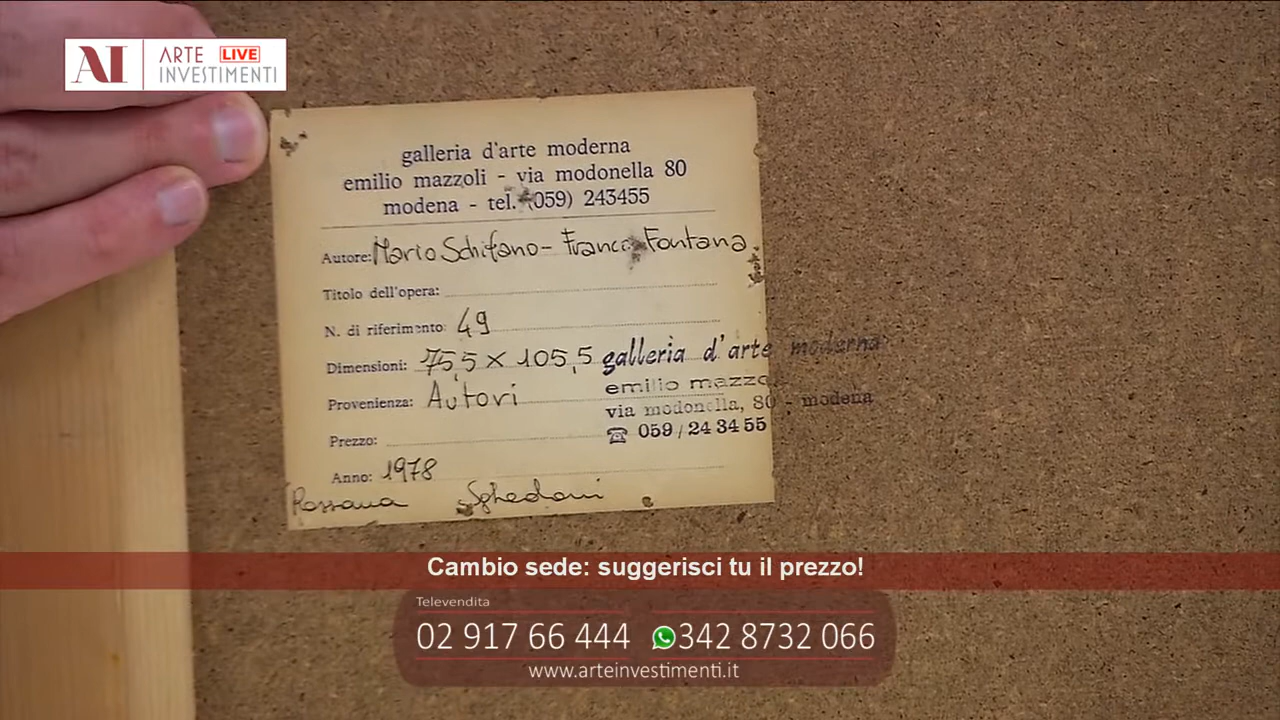 AI ARTE LIVE
INVESTIMENTI
galleria d'arte moderna
emilio mazzoli - via modonella 80
modena - tel. (059) 243455
Autore: Mario Schifano - Franco Fontana
Titolo dell'opera:
N. di riferimento: 49
Dimensioni: 75,5 x 105,5
galleria d'arte moderna
emilio mazzo
Provenienza: Autori
via modonella, 80 - modena
059 / 24 34 55
Prezzo:
Anno: 1978
Rossana Sghedoni
Cambio sede: suggerisci tu il prezzo!
Televendita
02 917 66 444 342 8732 066
www.arteinvestimenti.it